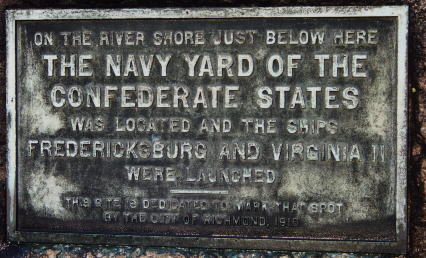 ON THE RIVER SHORE JUST BELOW HERE
THE NAVY YARD OF THE
CONFEDERATE STATES
WAS LOCATED AND THE SHIPS
FREDERICKSBURG AND VIRGINIA II
WERE LAUNCHED
THIS SITE IS DEDICATED TO MARK THAT SPOT
BY THE CITY OF RICHMOND,